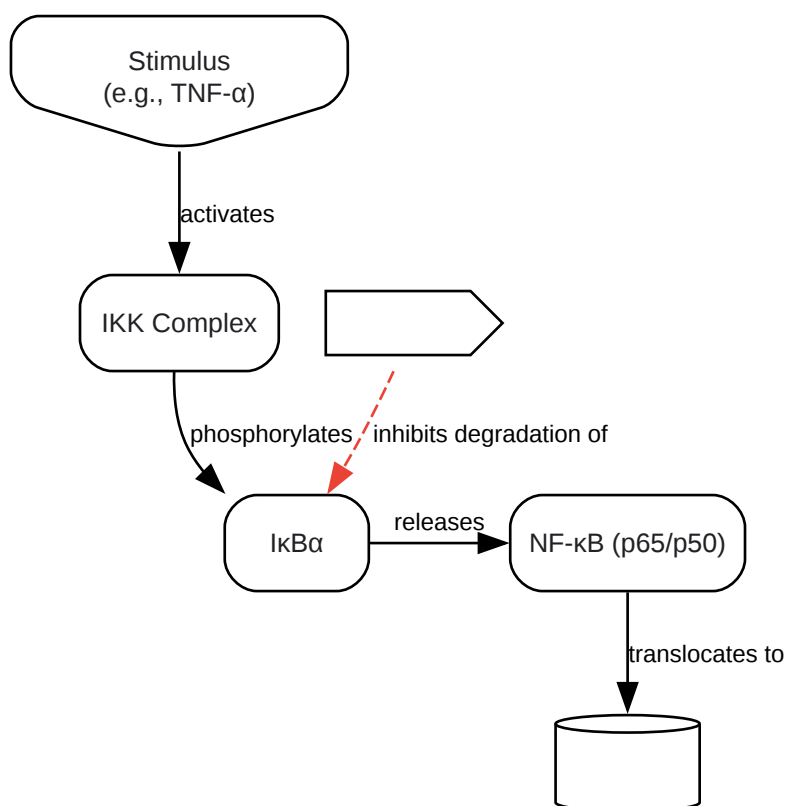 Stimulus
(e.g., TNF-α)
activates
IKK Complex
phosphorylates
inhibits degradation of
IκBα
releases
NF-κB (p65/p50)
translocates to